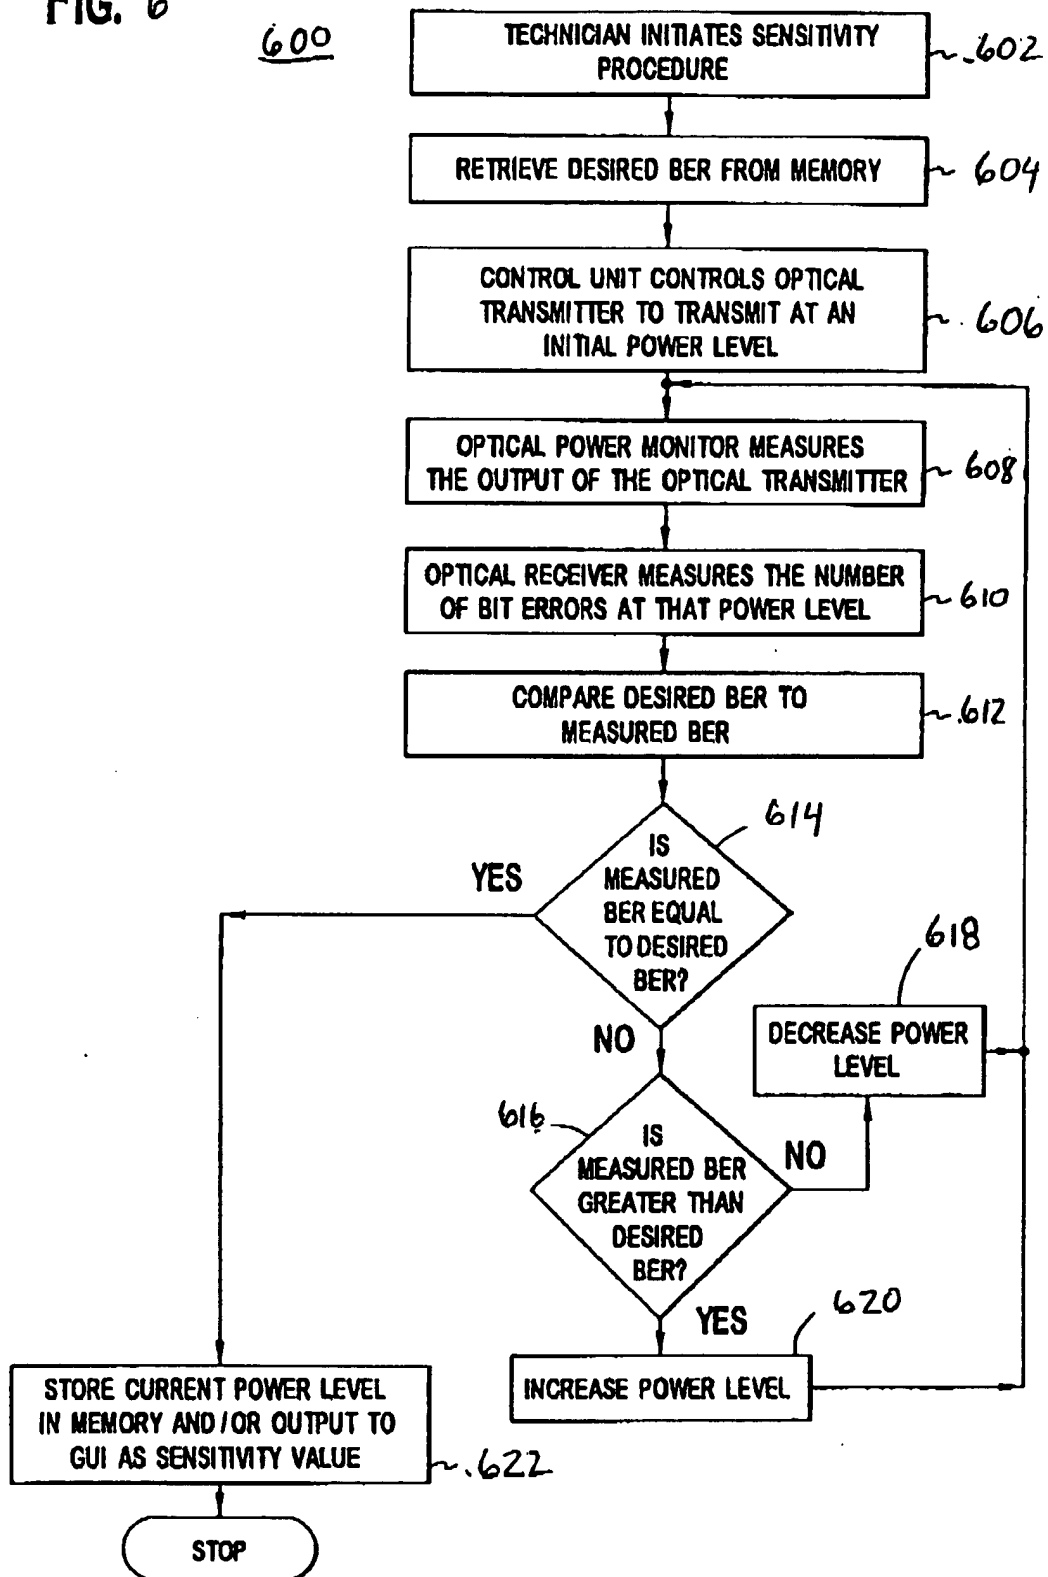 FIG. 6
600
TECHNICIAN INITIATES SENSITIVITY
PROCEDURE
602
RETRIEVE DESIRED BER FROM MEMORY
604
CONTROL UNIT CONTROLS OPTICAL
TRANSMITTER TO TRANSMIT AT AN
INITIAL POWER LEVEL
606
OPTICAL POWER MONITOR MEASURES
THE OUTPUT OF THE OPTICAL TRANSMITTER
608
OPTICAL RECEIVER MEASURES THE NUMBER
OF BIT ERRORS AT THAT POWER LEVEL
610
COMPARE DESIRED BER TO
MEASURED BER
612
614
IS
MEASURED
BER EQUAL
TO DESIRED
BER?
YES
NO
618
DECREASE POWER
LEVEL
616
IS
MEASURED BER
GREATER THAN
DESIRED
BER?
NO
YES
620
INCREASE POWER LEVEL
STORE CURRENT POWER LEVEL
IN MEMORY AND/OR OUTPUT TO
GUI AS SENSITIVITY VALUE
622
STOP